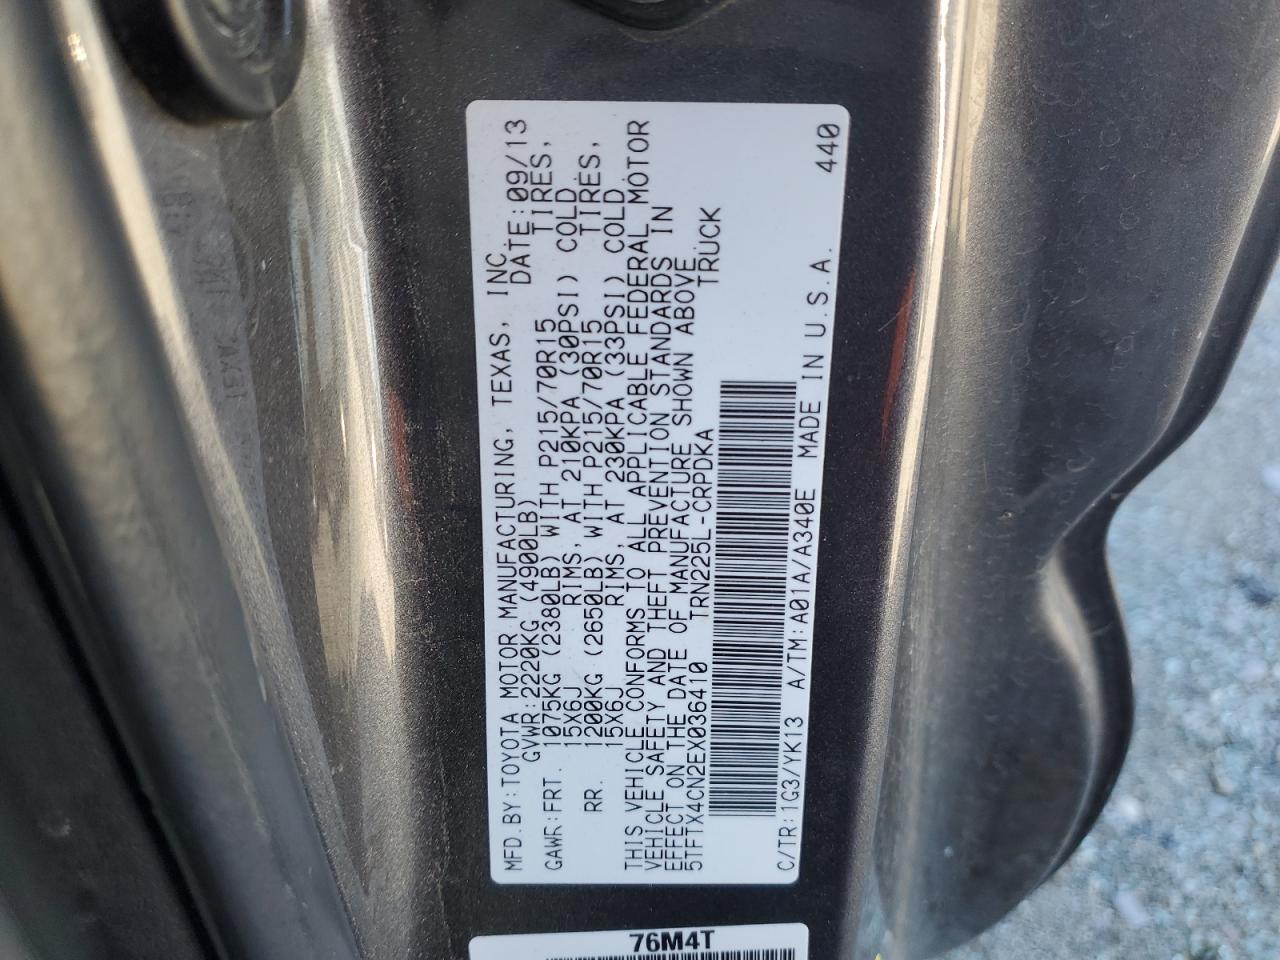 MFD.BY:TOYOTA MOTOR MANUFACTURING, TEXAS, INC.
GVWR:2220KG (4900LB) DATE:09/13
GAWR:FRT. 1075KG (2380LB) WITH P215/70R15 TIRES,
15X6J RIMS, AT 210KPA (30PSI) COLD
RR. 1200KG (2650LB) WITH P215/70R15 TIRES,
15X6J RIMS, AT 230KPA (33PSI) COLD
THIS VEHICLE CONFORMS TO ALL APPLICABLE FEDERAL MOTOR
VEHICLE SAFETY AND THEFT PREVENTION STANDARDS IN
EFFECT ON THE DATE OF MANUFACTURE SHOWN ABOVE.
5TFTX4CN2EX036410 TRN225L-CRPDKA TRUCK
C/TR:1G3/YK13 A/TM:A01A/A340E MADE IN U.S.A. 440
76M4T